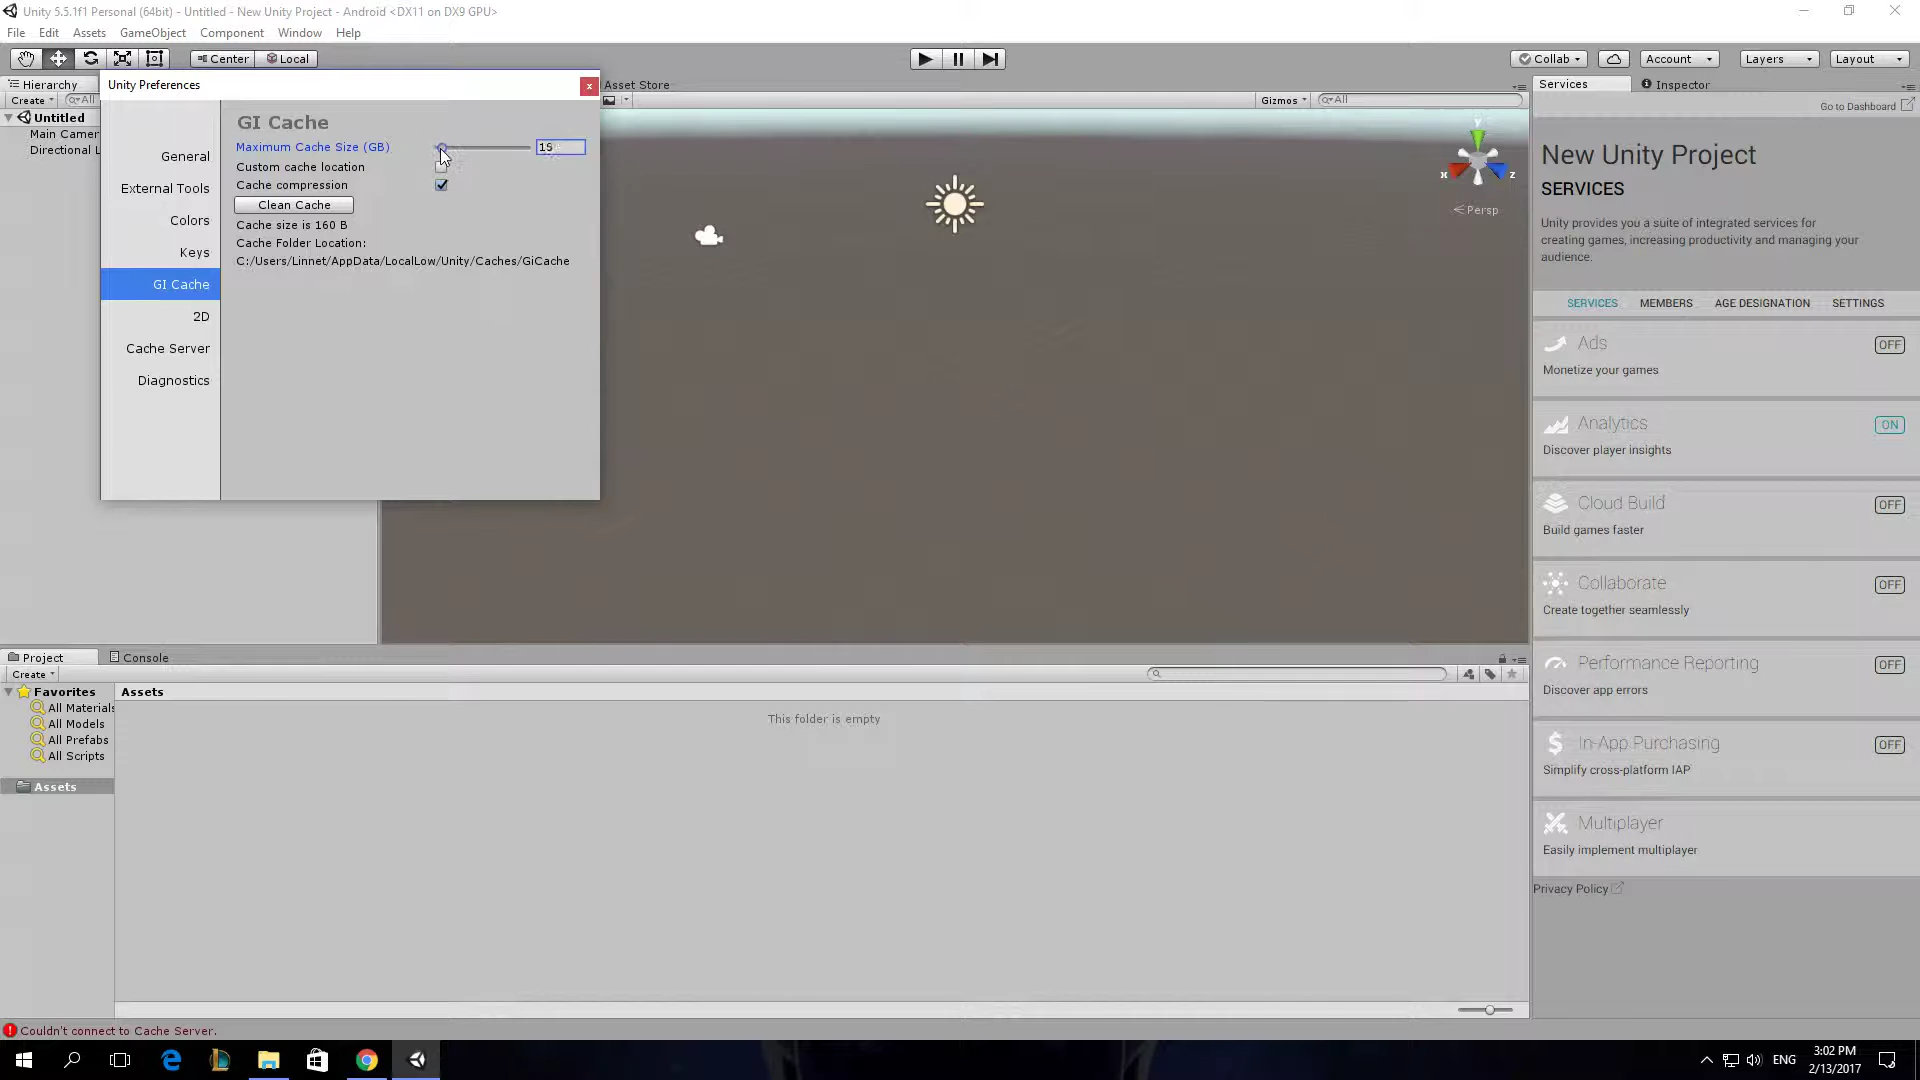 Unity 5.5.1f1 Personal (64bit) - Untitled - New Unity Project - Android <DX11 on DX9 GPU>
File Edit Assets GameObject Component Window Help
Center Local
Collab Account Layers Layout
Hierarchy
Create All
Untitled
Main Camer
Directional L
Unity Preferences
General
External Tools
Colors
Keys
GI Cache
2D
Cache Server
Diagnostics
GI Cache
Maximum Cache Size (GB) 15
Custom cache location
Cache compression
Clean Cache
Cache size is 160 B
Cache Folder Location:
C:/Users/Linnet/AppData/LocalLow/Unity/Caches/GiCache
Asset Store
Gizmos All
y
x z
Persp
Services Inspector
Go to Dashboard
New Unity Project
SERVICES
Unity provides you a suite of integrated services for
creating games, increasing productivity and managing your
audience.
SERVICES MEMBERS AGE DESIGNATION SETTINGS
Ads OFF
Monetize your games
Analytics ON
Discover player insights
Cloud Build OFF
Build games faster
Collaborate OFF
Create together seamlessly
Performance Reporting OFF
Discover app errors
In-App Purchasing OFF
Simplify cross-platform IAP
Multiplayer
Easily implement multiplayer
Privacy Policy
Project Console
Create
Favorites
All Materials
All Models
All Prefabs
All Scripts
Assets
Assets
This folder is empty
Couldn't connect to Cache Server.
ENG
3:02 PM
2/13/2017